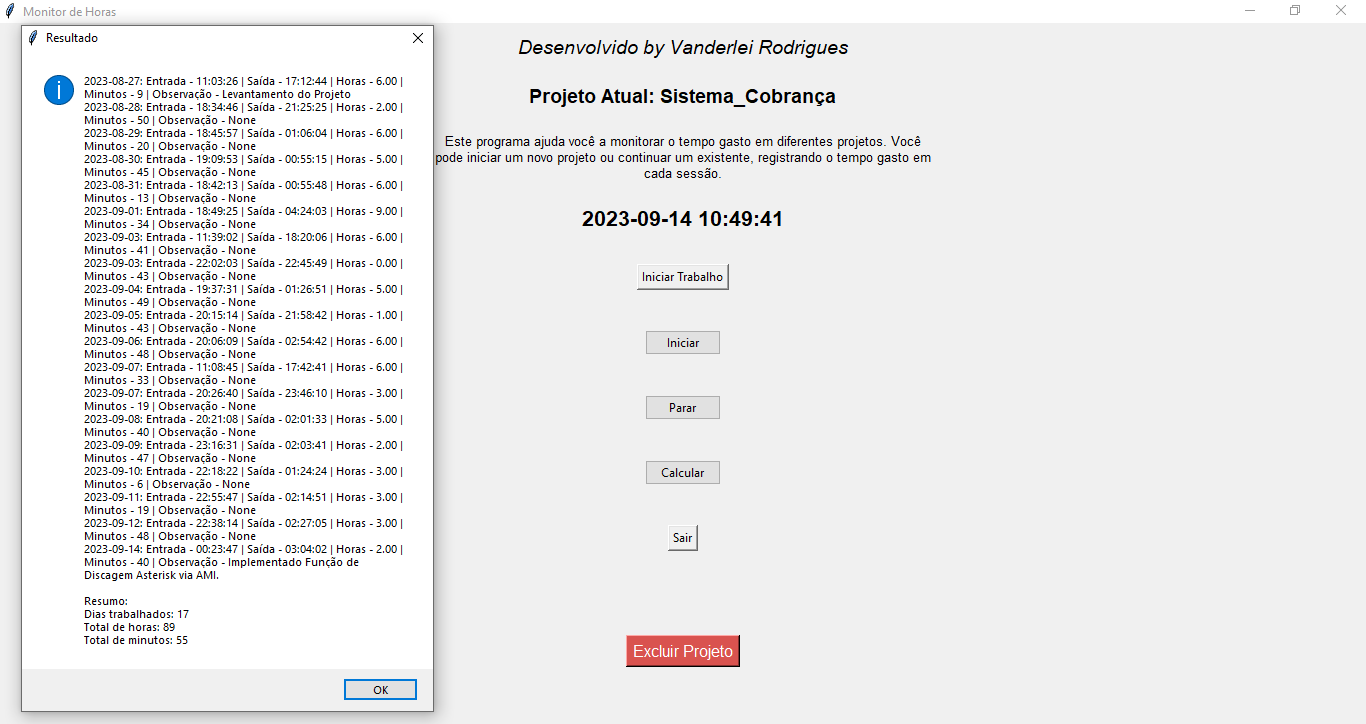 Monitor de Horas
Resultado
2023-08-27: Entrada - 11:03:26 | Saída - 17:12:44 | Horas - 6.00 |
Minutos - 9 | Observação - Levantamento do Projeto
2023-08-28: Entrada - 18:34:46 | Saída - 21:25:25 | Horas - 2.00 |
Minutos - 50 | Observação - None
2023-08-29: Entrada - 18:45:57 | Saída - 01:06:04 | Horas - 6.00 |
Minutos - 20 | Observação - None
2023-08-30: Entrada - 19:09:53 | Saída - 00:55:15 | Horas - 5.00 |
Minutos - 45 | Observação - None
2023-08-31: Entrada - 18:42:13 | Saída - 00:55:48 | Horas - 6.00 |
Minutos - 13 | Observação - None
2023-09-01: Entrada - 18:49:25 | Saída - 04:24:03 | Horas - 9.00 |
Minutos - 34 | Observação - None
2023-09-03: Entrada - 11:39:02 | Saída - 18:20:06 | Horas - 6.00 |
Minutos - 41 | Observação - None
2023-09-03: Entrada - 22:02:03 | Saída - 22:45:49 | Horas - 0.00 |
Minutos - 43 | Observação - None
2023-09-04: Entrada - 19:37:31 | Saída - 01:26:51 | Horas - 5.00 |
Minutos - 49 | Observação - None
2023-09-05: Entrada - 20:15:14 | Saída - 21:58:42 | Horas - 1.00 |
Minutos - 43 | Observação - None
2023-09-06: Entrada - 20:06:09 | Saída - 02:54:42 | Horas - 6.00 |
Minutos - 48 | Observação - None
2023-09-07: Entrada - 11:08:45 | Saída - 17:42:41 | Horas - 6.00 |
Minutos - 33 | Observação - None
2023-09-07: Entrada - 20:26:40 | Saída - 23:46:10 | Horas - 3.00 |
Minutos - 19 | Observação - None
2023-09-08: Entrada - 20:21:08 | Saída - 02:01:33 | Horas - 5.00 |
Minutos - 40 | Observação - None
2023-09-09: Entrada - 23:16:31 | Saída - 02:03:41 | Horas - 2.00 |
Minutos - 47 | Observação - None
2023-09-10: Entrada - 22:18:22 | Saída - 01:24:24 | Horas - 3.00 |
Minutos - 6 | Observação - None
2023-09-11: Entrada - 22:55:47 | Saída - 02:14:51 | Horas - 3.00 |
Minutos - 19 | Observação - None
2023-09-12: Entrada - 22:38:14 | Saída - 02:27:05 | Horas - 3.00 |
Minutos - 48 | Observação - None
2023-09-14: Entrada - 00:23:47 | Saída - 03:04:02 | Horas - 2.00 |
Minutos - 40 | Observação - Implementado Função de
Discagem Asterisk via AMI.
Resumo:
Dias trabalhados: 17
Total de horas: 89
Total de minutos: 55
OK
Desenvolvido by Vanderlei Rodrigues
Projeto Atual: Sistema_Cobrança
Este programa ajuda você a monitorar o tempo gasto em diferentes projetos. Você
pode iniciar um novo projeto ou continuar um existente, registrando o tempo gasto em
cada sessão.
2023-09-14 10:49:41
Iniciar Trabalho
Iniciar
Parar
Calcular
Sair
Excluir Projeto